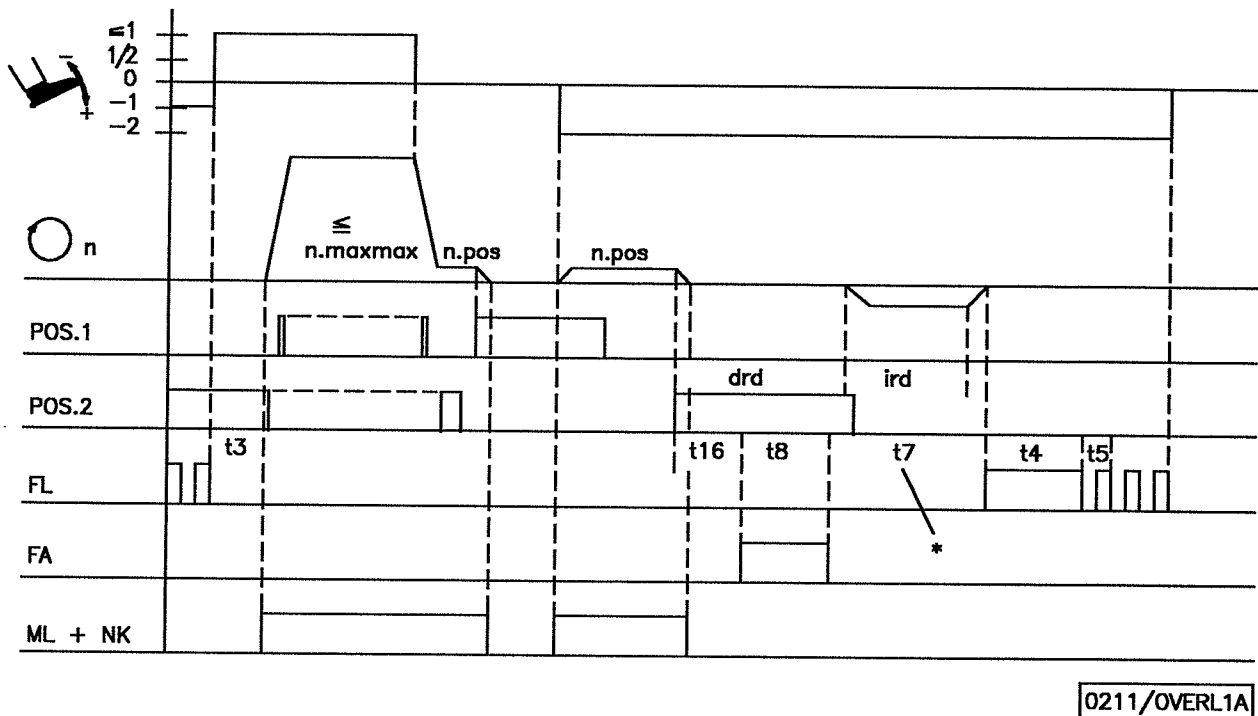 ≦1
1/2
0
-1
-2
−
+
n
≦
n.maxmax
n.pos
n.pos
POS.1
POS.2
drd
ird
t3
t16
t8
t7
t4
t5
FL
FA
*
ML + NK
0211/OVERL1A